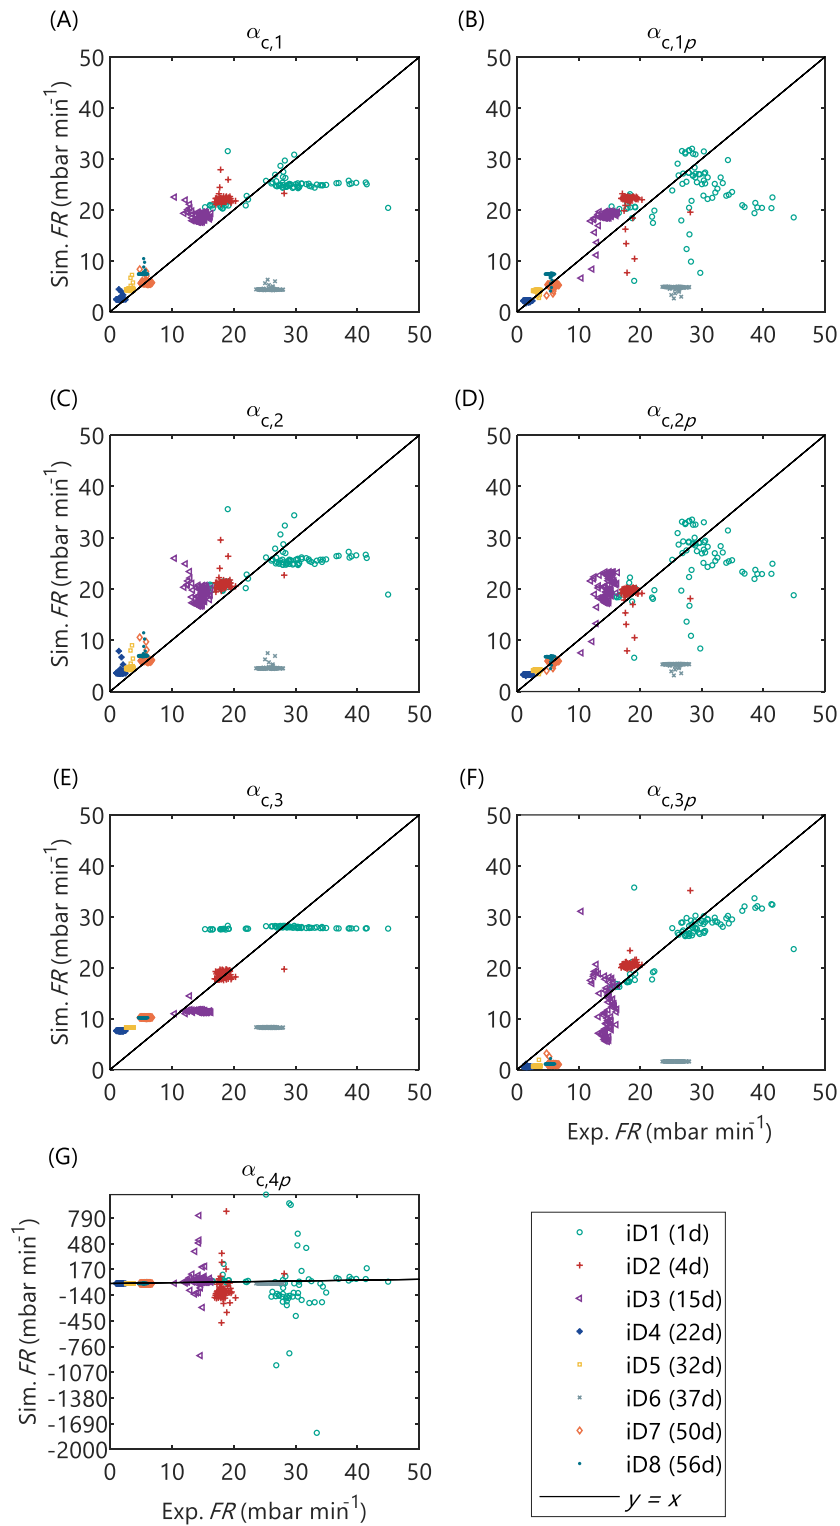 (A)
α c,1
(B)
α c,1p
50
40
30
20
10
0
Sim. FR (mbar min⁻¹)
0 10 20 30 40 50
50
40
30
20
10
0
0 10 20 30 40 50
(C)
α c,2
(D)
α c,2p
50
40
30
20
10
0
Sim. FR (mbar min⁻¹)
0 10 20 30 40 50
50
40
30
20
10
0
0 10 20 30 40 50
(E)
α c,3
(F)
α c,3p
50
40
30
20
10
0
Sim. FR (mbar min⁻¹)
0 10 20 30 40 50
50
40
30
20
10
0
0 10 20 30 40 50
Exp. FR (mbar min⁻¹)
(G)
α c,4p
790
480
170
-140
-450
-760
-1070
-1380
-1690
-2000
Sim. FR (mbar min⁻¹)
0 10 20 30 40 50
Exp. FR (mbar min⁻¹)
iD1 (1d)
iD2 (4d)
iD3 (15d)
iD4 (22d)
iD5 (32d)
iD6 (37d)
iD7 (50d)
iD8 (56d)
y = x